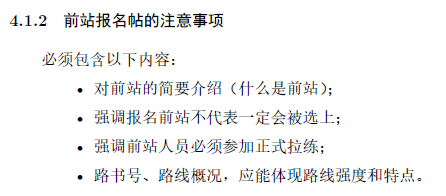 4.1.2 前站报名帖的注意事项
必须包含以下内容：
• 对前站的简要介绍（什么是前站）；
• 强调报名前站不代表一定会被选上；
• 强调前站人员必须参加正式拉练；
• 路书号、路线概况，应能体现路线强度和特点。